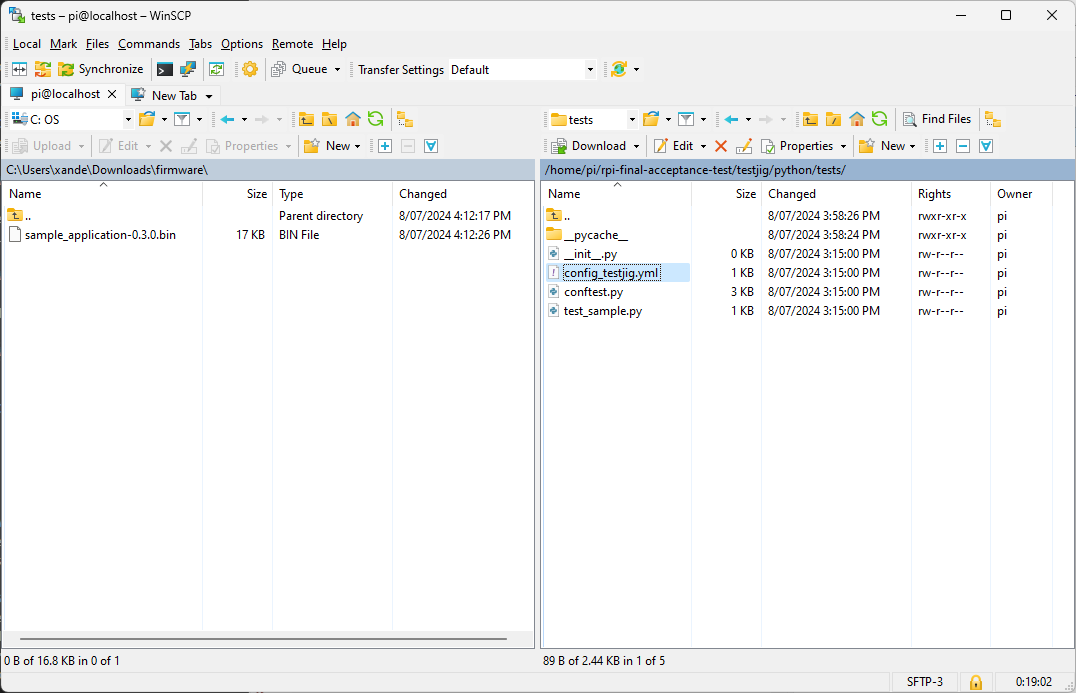 tests – pi@localhost – WinSCP
Local Mark Files Commands Tabs Options Remote Help
Synchronize Queue Transfer Settings Default
pi@localhost New Tab
C: OS
Upload Edit Properties New
C:\Users\xande\Downloads\firmware\
Name Size Type Changed
.. Parent directory 8/07/2024 4:12:17 PM
sample_application-0.3.0.bin 17 KB BIN File 8/07/2024 4:12:26 PM
0 B of 16.8 KB in 0 of 1
tests Find Files
Download Edit Properties New
/home/pi/rpi-final-acceptance-test/testjig/python/tests/
Name Size Changed Rights Owner
.. 8/07/2024 3:58:26 PM rwxr-xr-x pi
__pycache__ 8/07/2024 3:58:24 PM rwxr-xr-x pi
__init__.py 0 KB 8/07/2024 3:15:00 PM rw-r--r-- pi
config_testjig.yml 1 KB 8/07/2024 3:15:00 PM rw-r--r-- pi
conftest.py 3 KB 8/07/2024 3:15:00 PM rw-r--r-- pi
test_sample.py 1 KB 8/07/2024 3:15:00 PM rw-r--r-- pi
89 B of 2.44 KB in 1 of 5
SFTP-3 0:19:02